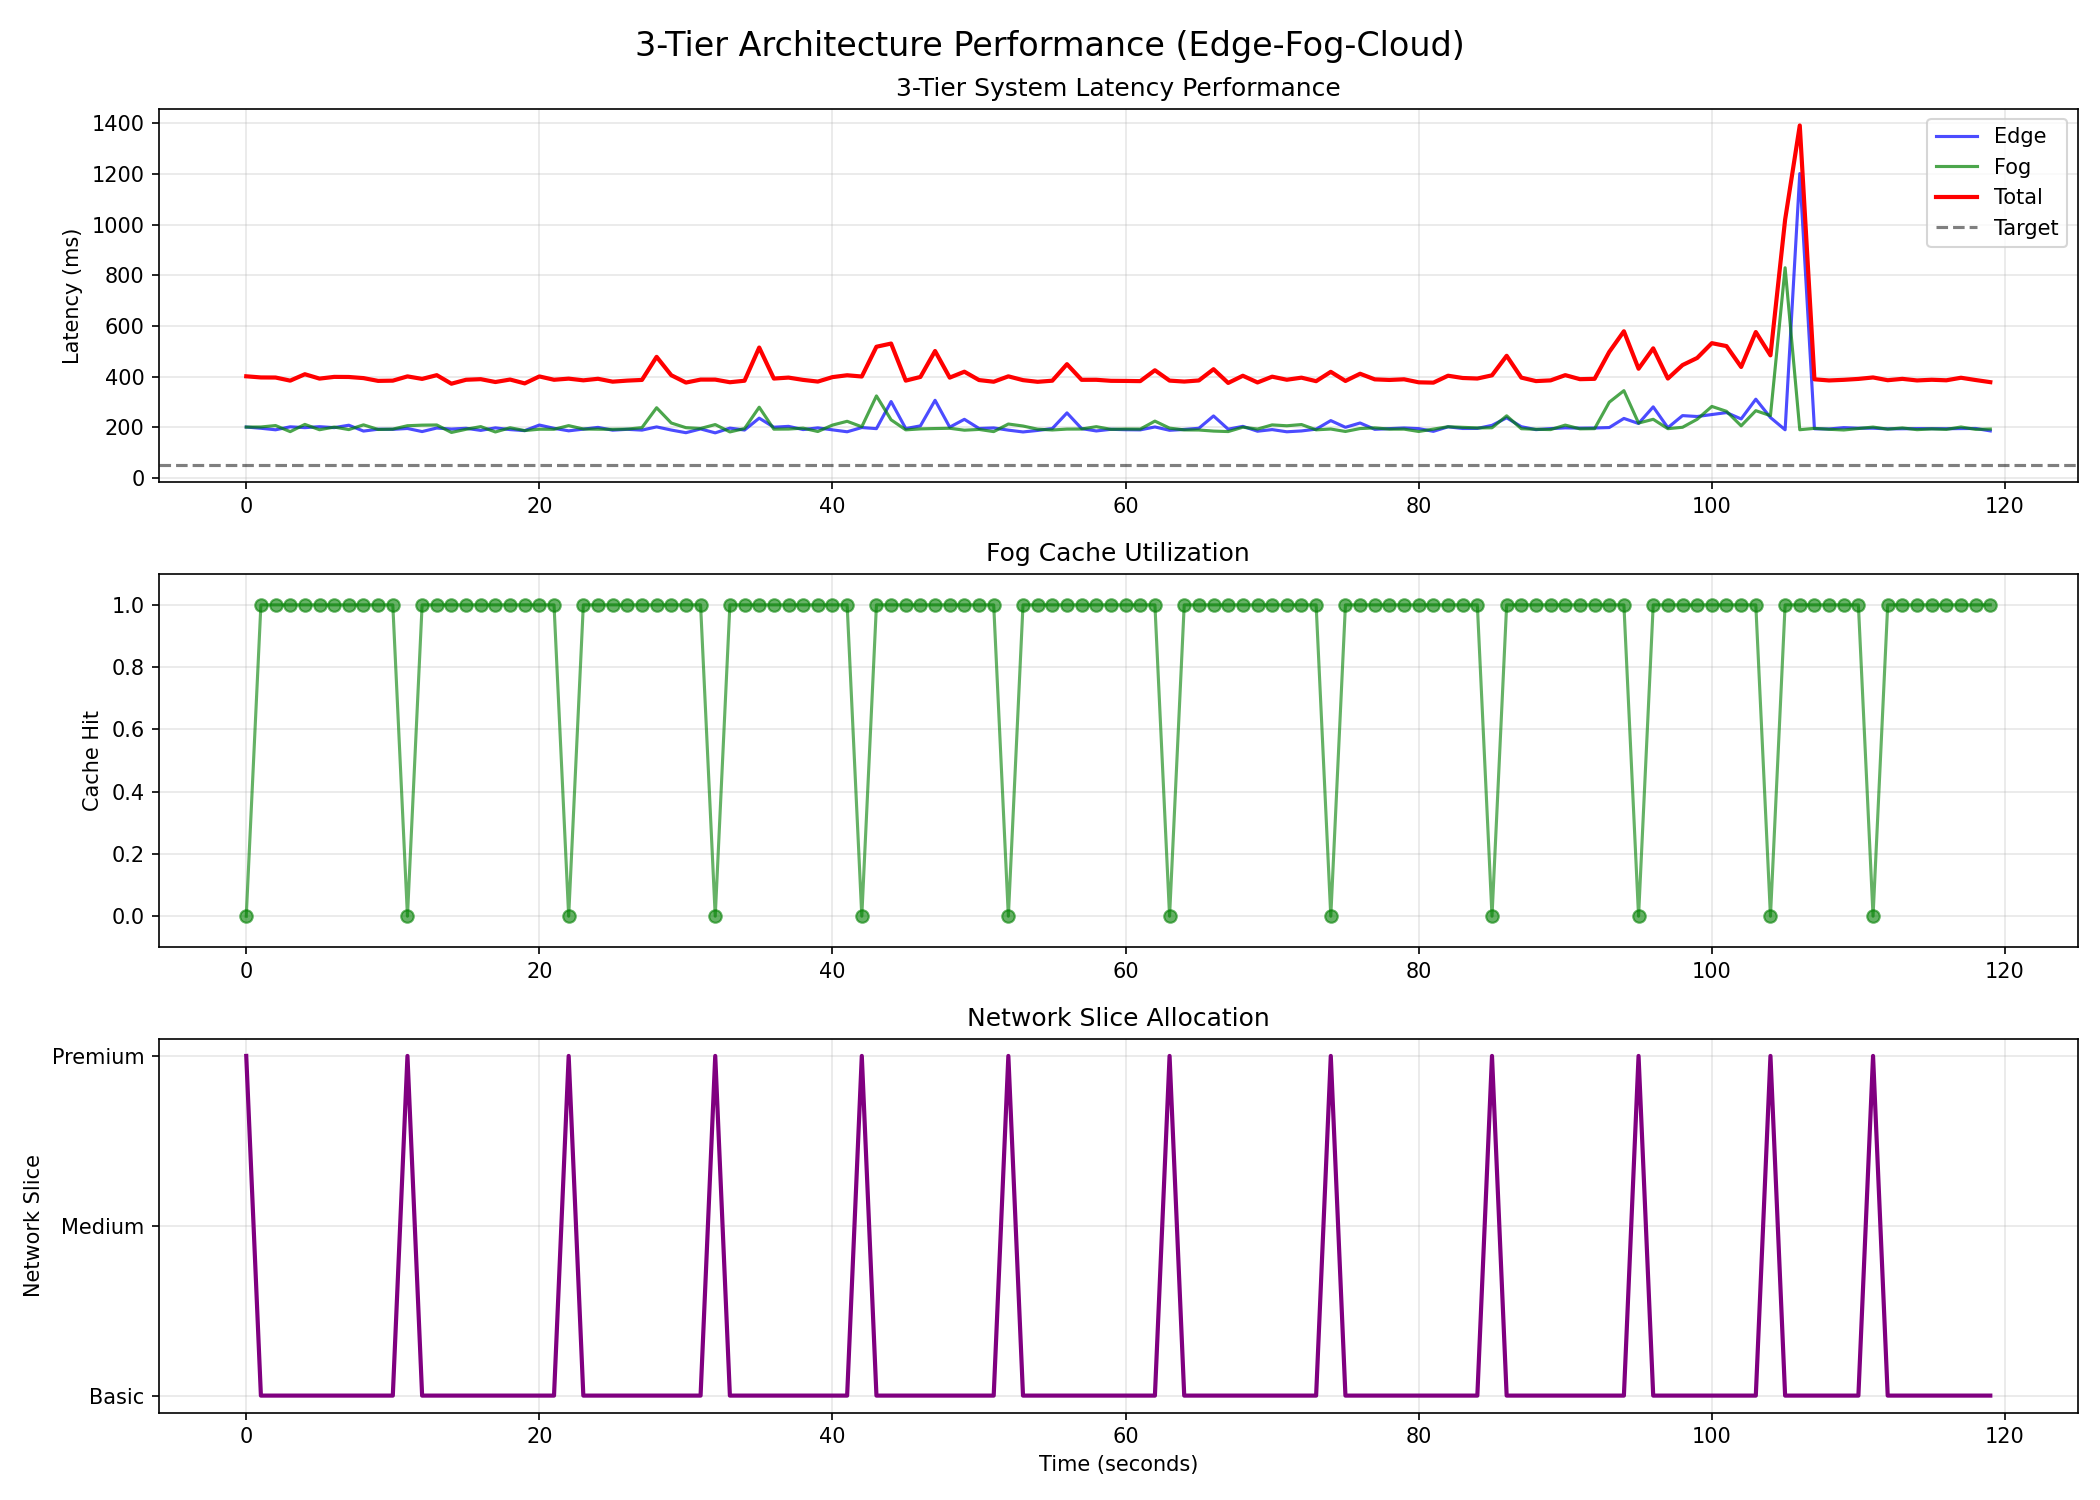 3-Tier Architecture Performance (Edge-Fog-Cloud)
3-Tier System Latency Performance
Latency (ms)
1400
1200
1000
800
600
400
200
0
Edge
Fog
Total
Target
0 20 40 60 80 100 120
Fog Cache Utilization
Cache Hit
1.0
0.8
0.6
0.4
0.2
0.0
0 20 40 60 80 100 120
Network Slice Allocation
Network Slice
Premium
Medium
Basic
0 20 40 60 80 100 120
Time (seconds)